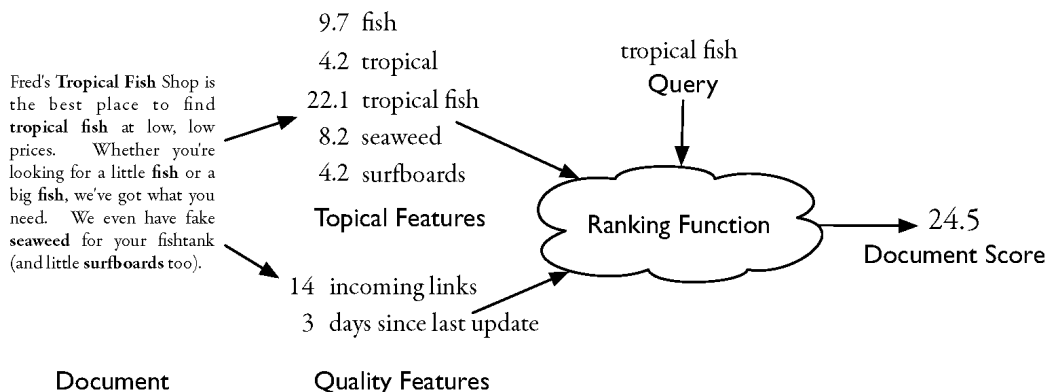 Fred's Tropical Fish Shop is
the best place to find
tropical fish at low, low
prices. Whether you're
looking for a little fish or a
big fish, we've got what you
need. We even have fake
seaweed for your fishtank
(and little surfboards too).
Document
9.7 fish
4.2 tropical
22.1 tropical fish
8.2 seaweed
4.2 surfboards
Topical Features
14 incoming links
3 days since last update
Quality Features
tropical fish
Query
Ranking Function
24.5
Document Score